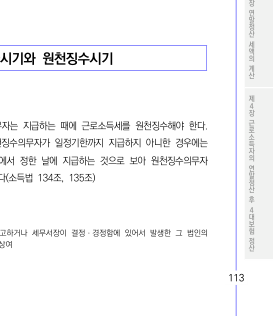 시기와 원천징수시기
무자는 지급하는 때에 근로소득세를 원천징수해야 한다.
천징수의무자가 일정기한까지 지급하지 아니한 경우에는
에서 정한 날에 지급하는 것으로 보아 원천징수의무자
다(소득법 134조, 135조)
고하거나 세무서장이 결정 · 경정함에 있어서 발생한 그 법인의
상여
장 연말정산 세액의 계산
제4장 근로소득자의 연말정산 후 4대보험 정산
113